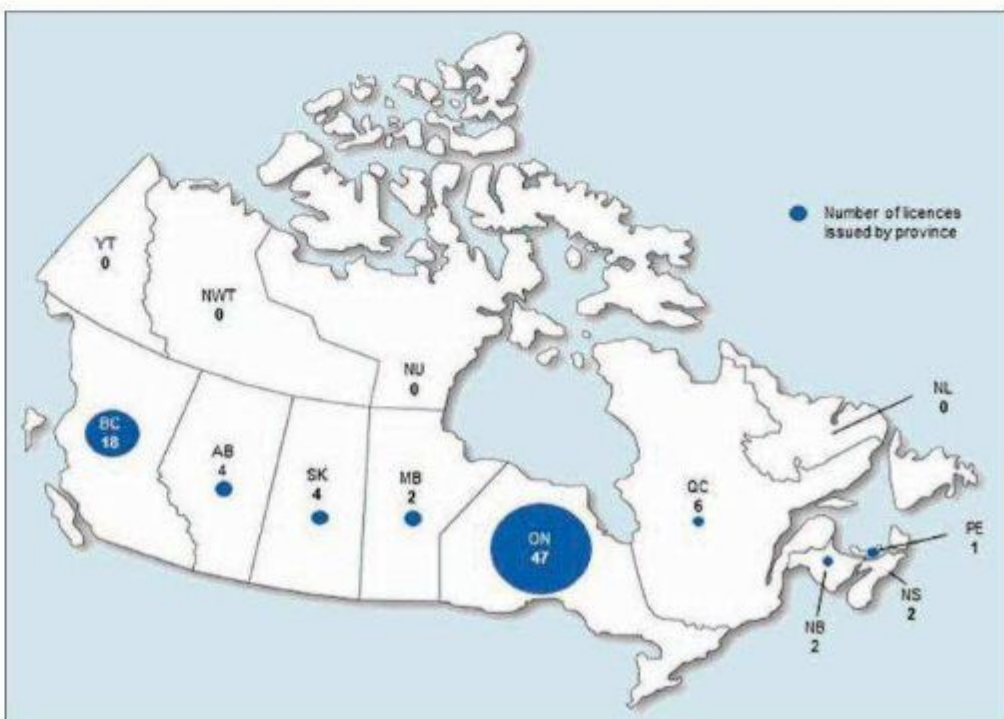 Number of licences
issued by province
YT
0
NWT
0
NU
0
NL
0
BC
18
AB
4
SK
4
MB
2
ON
47
QC
6
PE
1
NS
2
NB
2